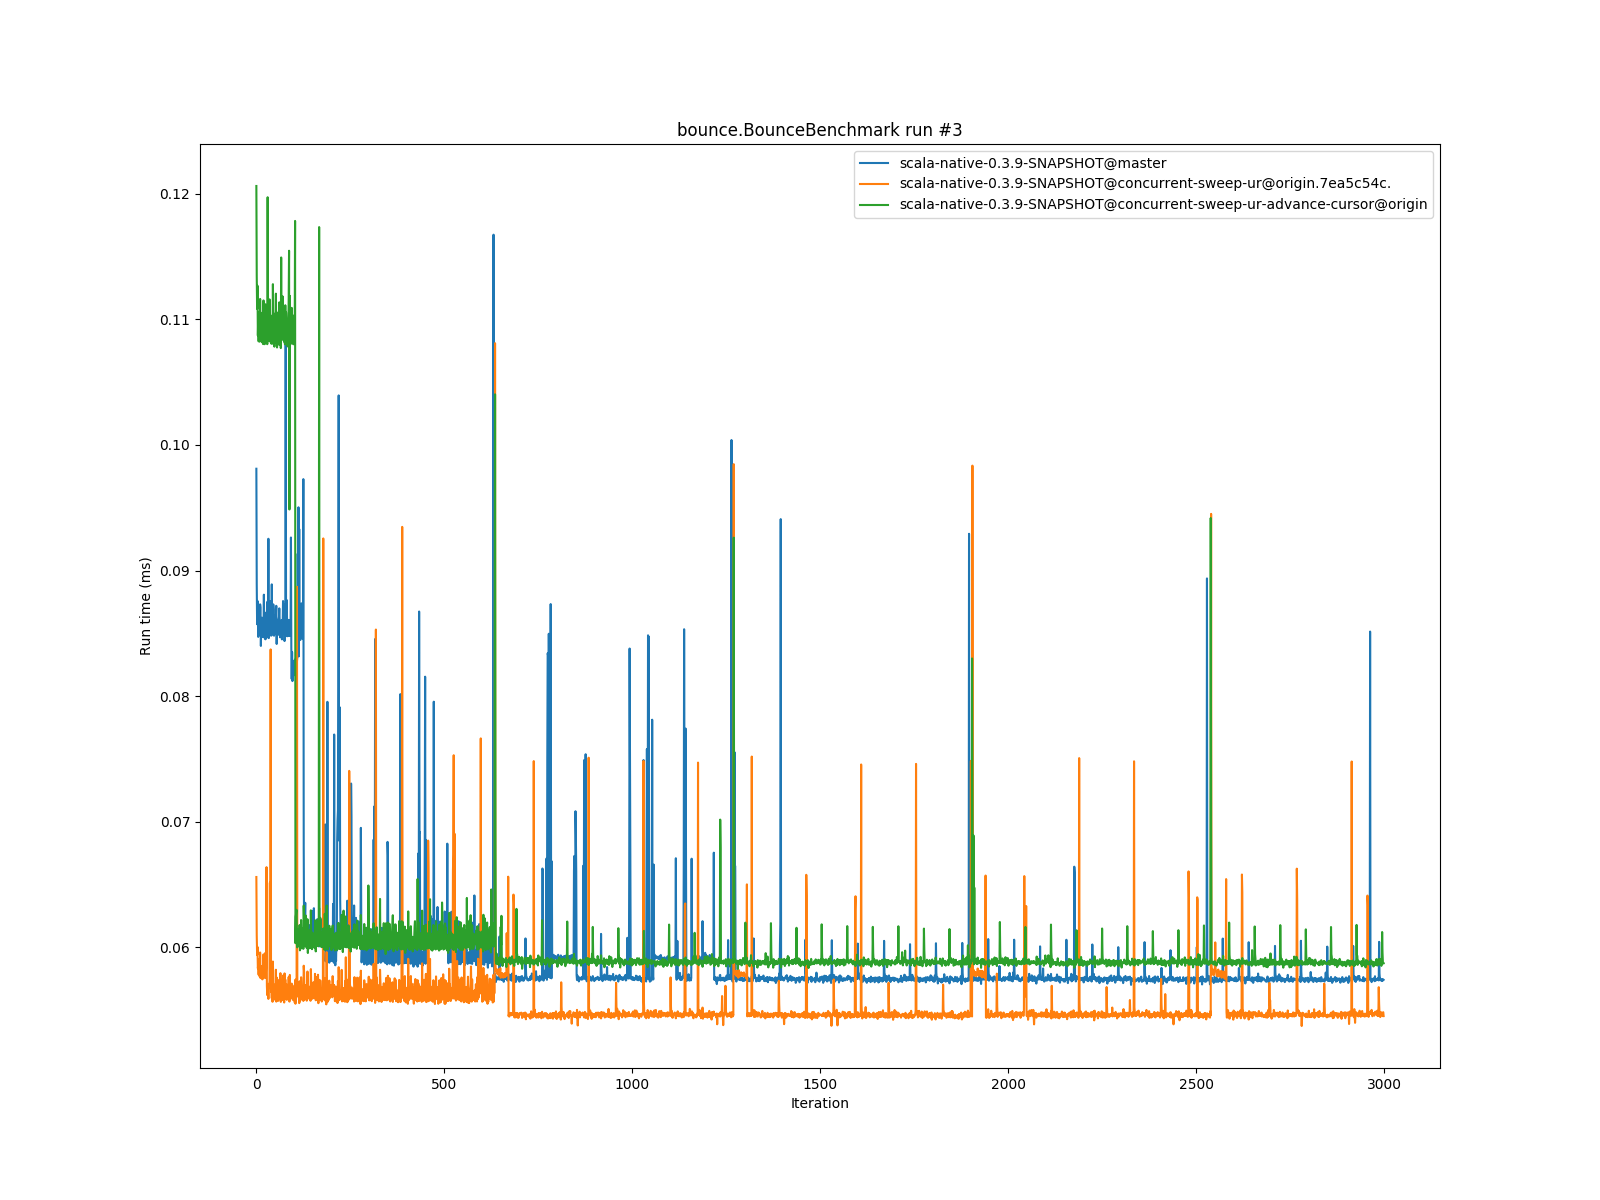 bounce.BounceBenchmark run #3
scala-native-0.3.9-SNAPSHOT@master
scala-native-0.3.9-SNAPSHOT@concurrent-sweep-ur@origin.7ea5c54c.
scala-native-0.3.9-SNAPSHOT@concurrent-sweep-ur-advance-cursor@origin
0.12
0.11
0.10
0.09
0.08
0.07
0.06
Run time (ms)
0 500 1000 1500 2000 2500 3000
Iteration